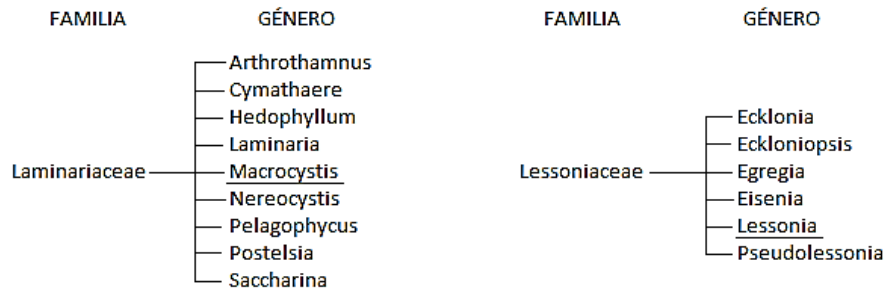 FAMILIA GÉNERO
Arthrothamnus
Cymathaere
Hedophyllum
Laminaria
Laminariaceae Macrocystis
Nereocystis
Pelagophycus
Postelsia
Saccharina
FAMILIA GÉNERO
Ecklonia
Eckloniopsis
Lessoniaceae Egregia
Eisenia
Lessonia
Pseudolessonia